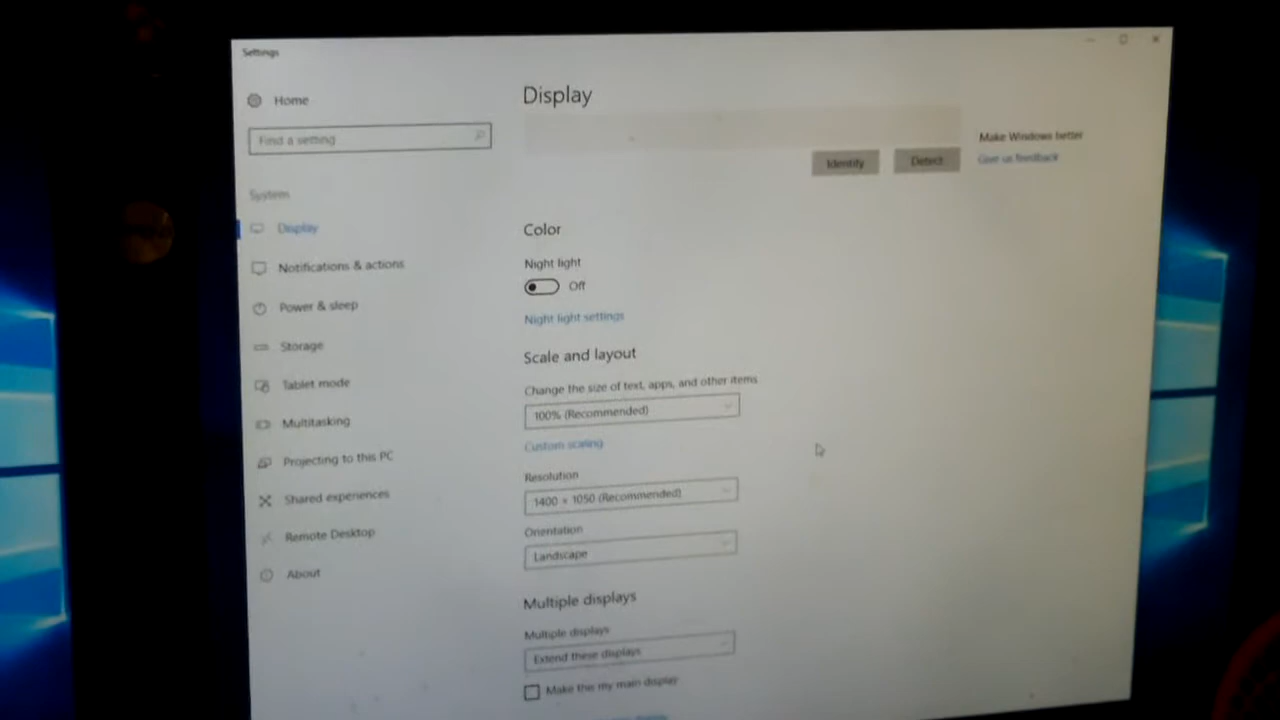 Settings
Home
Find a setting
System
Display
Notifications & actions
Power & sleep
Storage
Tablet mode
Multitasking
Projecting to this PC
Shared experiences
Remote Desktop
About
Display
Identify
Detect
Color
Night light
Off
Night light settings
Scale and layout
Change the size of text, apps, and other items
100% (Recommended)
Custom scaling
Resolution
1400 × 1050 (Recommended)
Orientation
Landscape
Multiple displays
Multiple displays
Extend these displays
Make this my main display
Make Windows better
Give us feedback